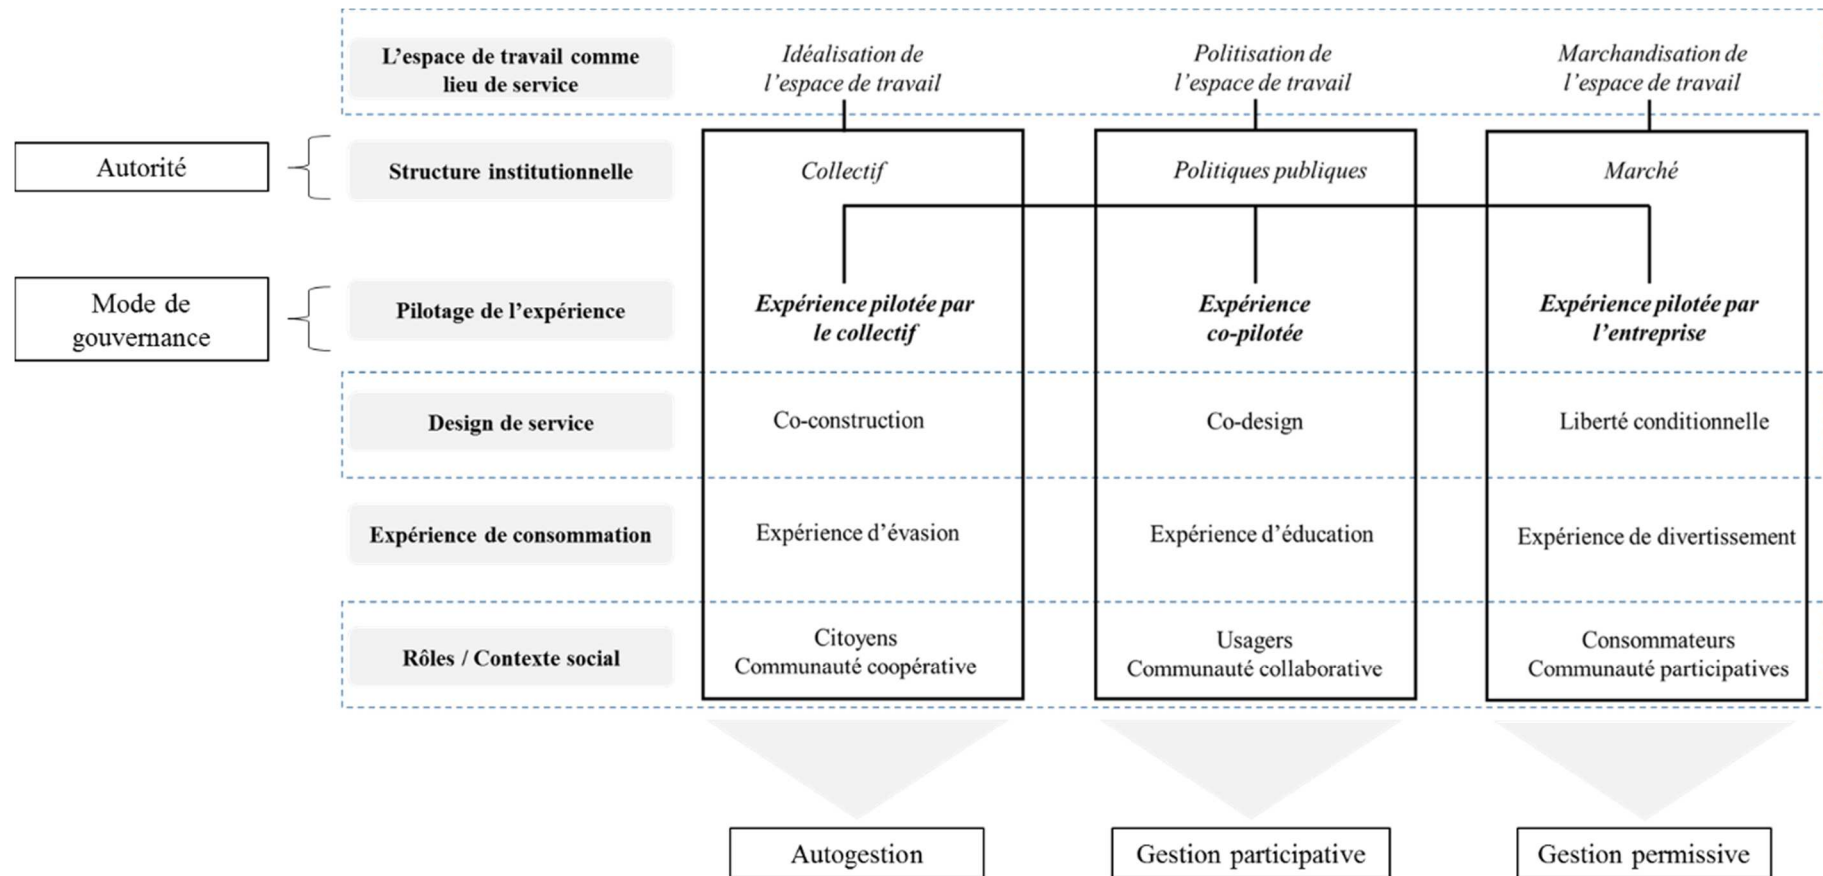 L’espace de travail comme
lieu de service
Idéalisation de
l’espace de travail
Politisation de
l’espace de travail
Marchandisation de
l’espace de travail
Autorité
Structure institutionnelle
Collectif
Politiques publiques
Marché
Mode de
gouvernance
Pilotage de l’expérience
Expérience pilotée par
le collectif
Expérience
co-pilotée
Expérience pilotée par
l’entreprise
Design de service
Co-construction
Co-design
Liberté conditionnelle
Expérience de consommation
Expérience d’évasion
Expérience d’éducation
Expérience de divertissement
Rôles / Contexte social
Citoyens
Communauté coopérative
Usagers
Communauté collaborative
Consommateurs
Communauté participatives
Autogestion
Gestion participative
Gestion permissive